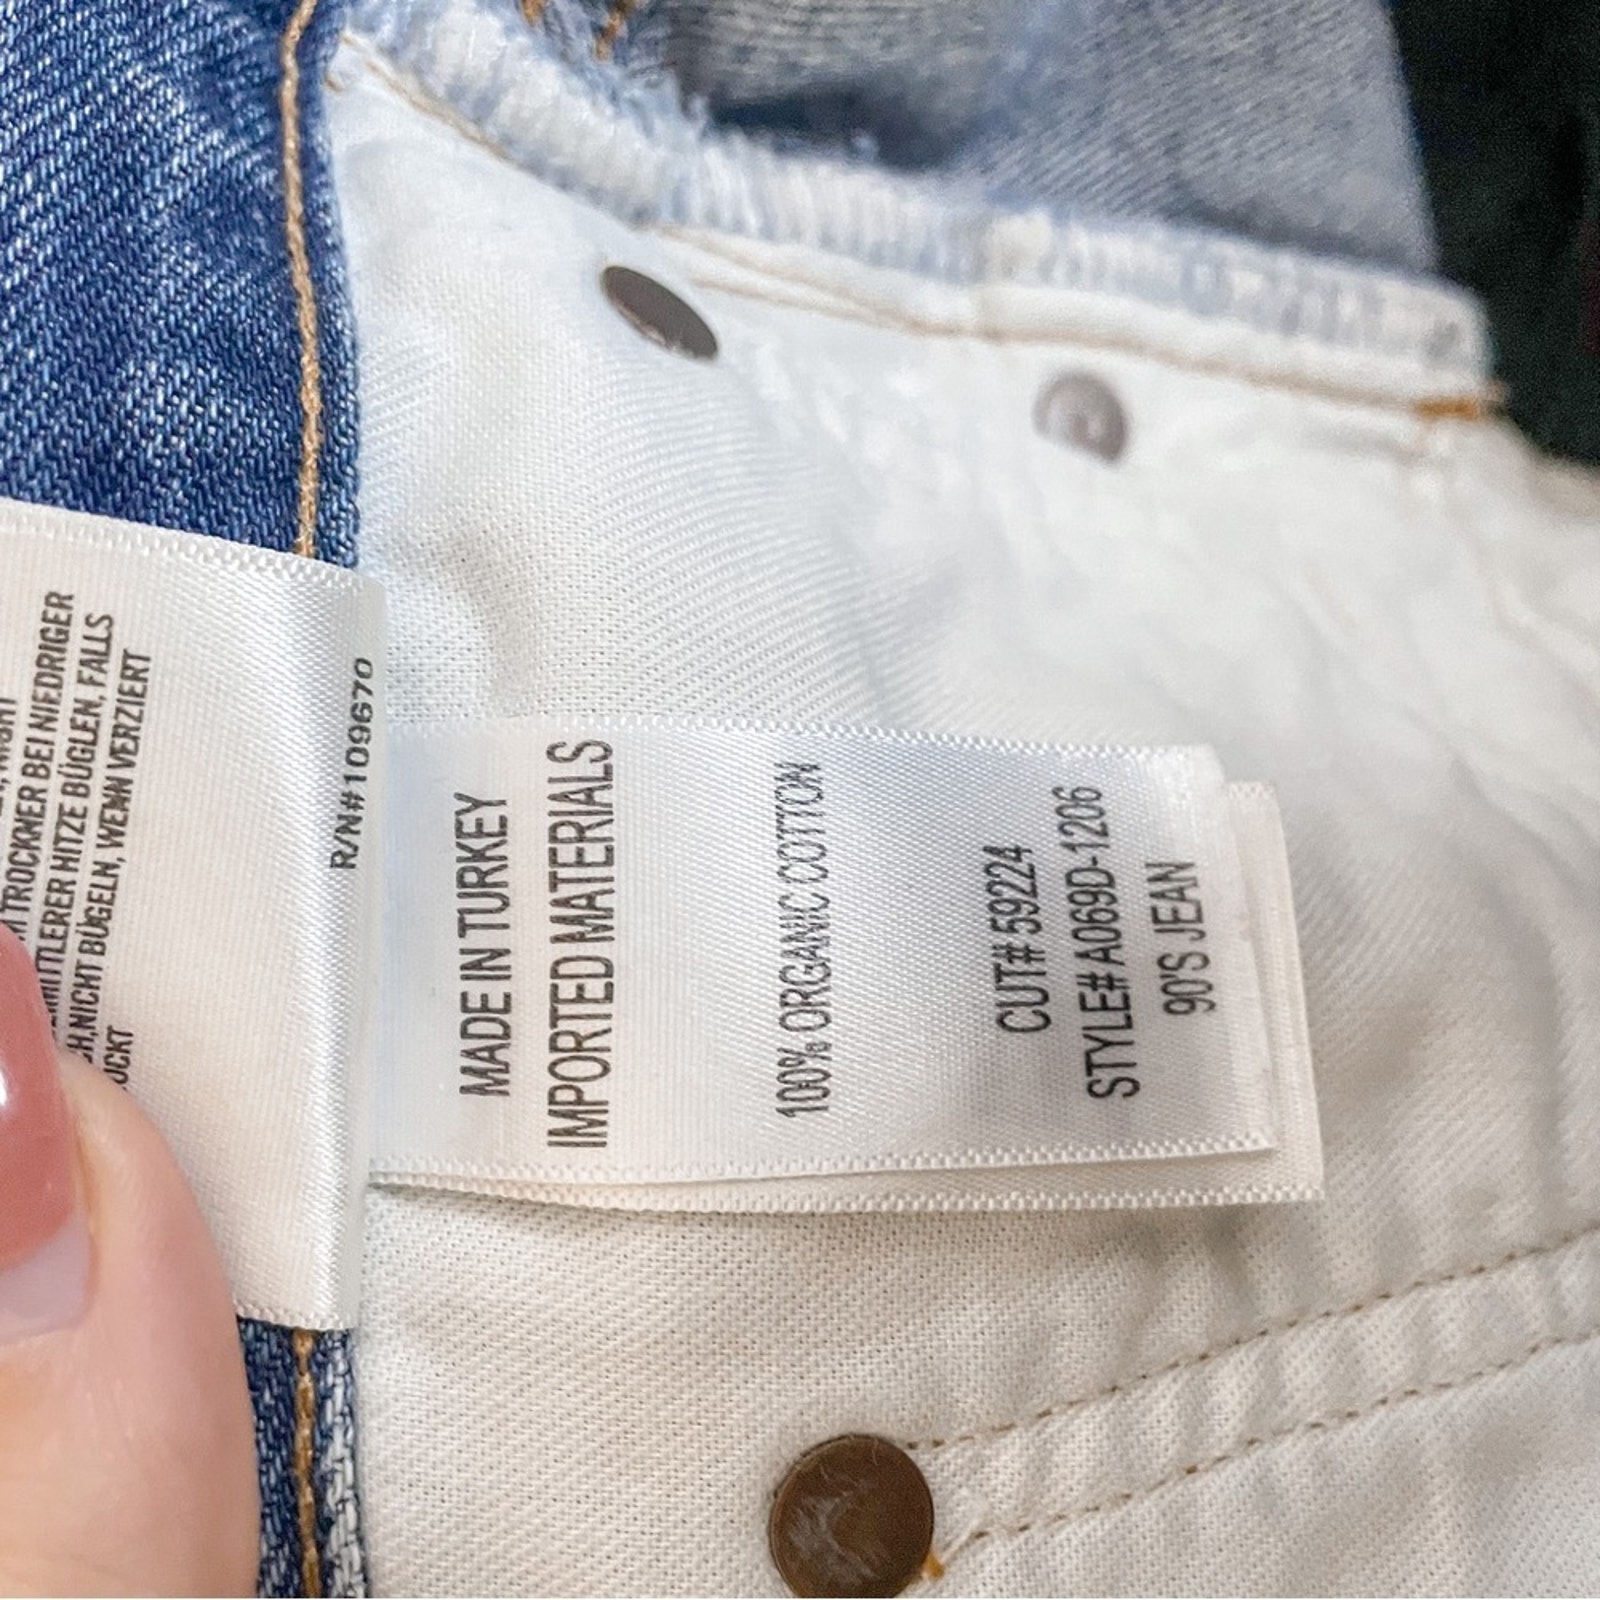 TROCKNER BEI NIEDRIGER
MITTLERER HITZE BÜGLEN, FALLS
NICHT BÜGELN, WENN VERZIERT
R/N#109670
MADE IN TURKEY
IMPORTED MATERIALS
100% ORGANIC COTTON
CUT# 59224
STYLE# A069D-1206
90'S JEAN